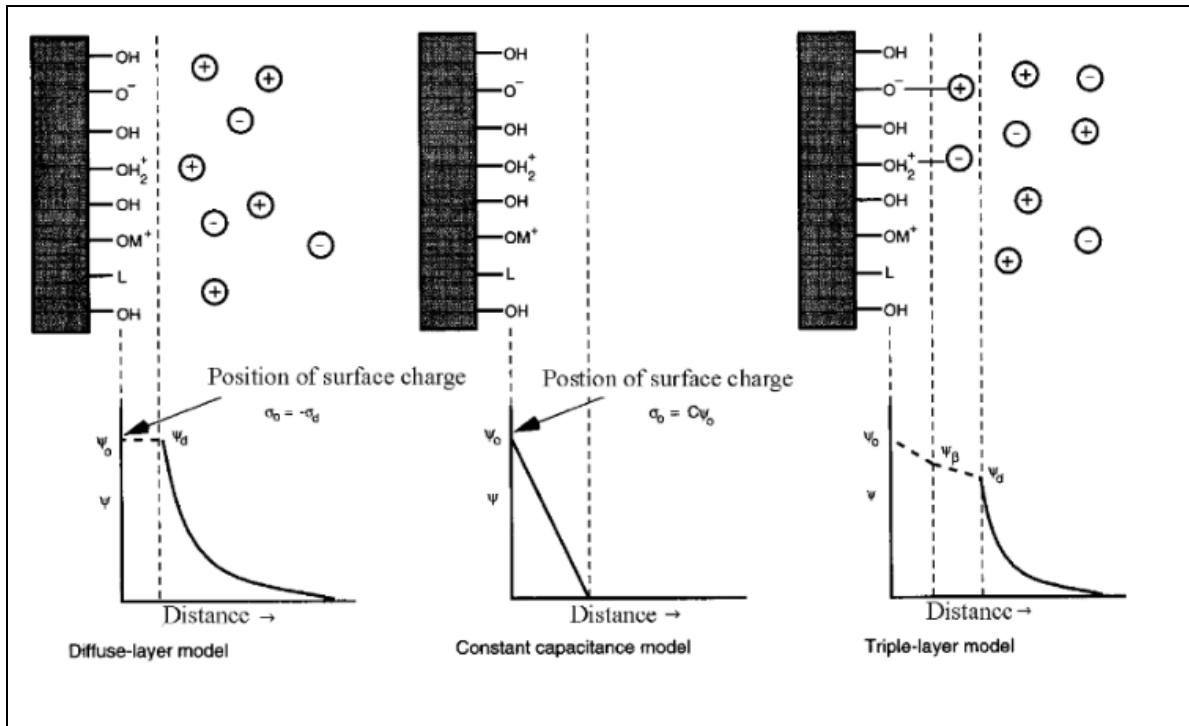 OH
O⁻
OH
OH₂⁺
OH
OM⁺
L
OH
Position of surface charge
σ₀ = -σd
ψ₀
ψd
ψ
Distance →
Diffuse-layer model
OH
O⁻
OH
OH₂⁺
OH
OM⁺
L
OH
Postion of surface charge
σ₀ = Cψ₀
ψ₀
ψ
Distance →
Constant capacitance model
OH
O⁻
OH
OH₂⁺
OH
OM⁺
L
OH
ψ₀
ψβ
ψd
ψ
Distance →
Triple-layer model